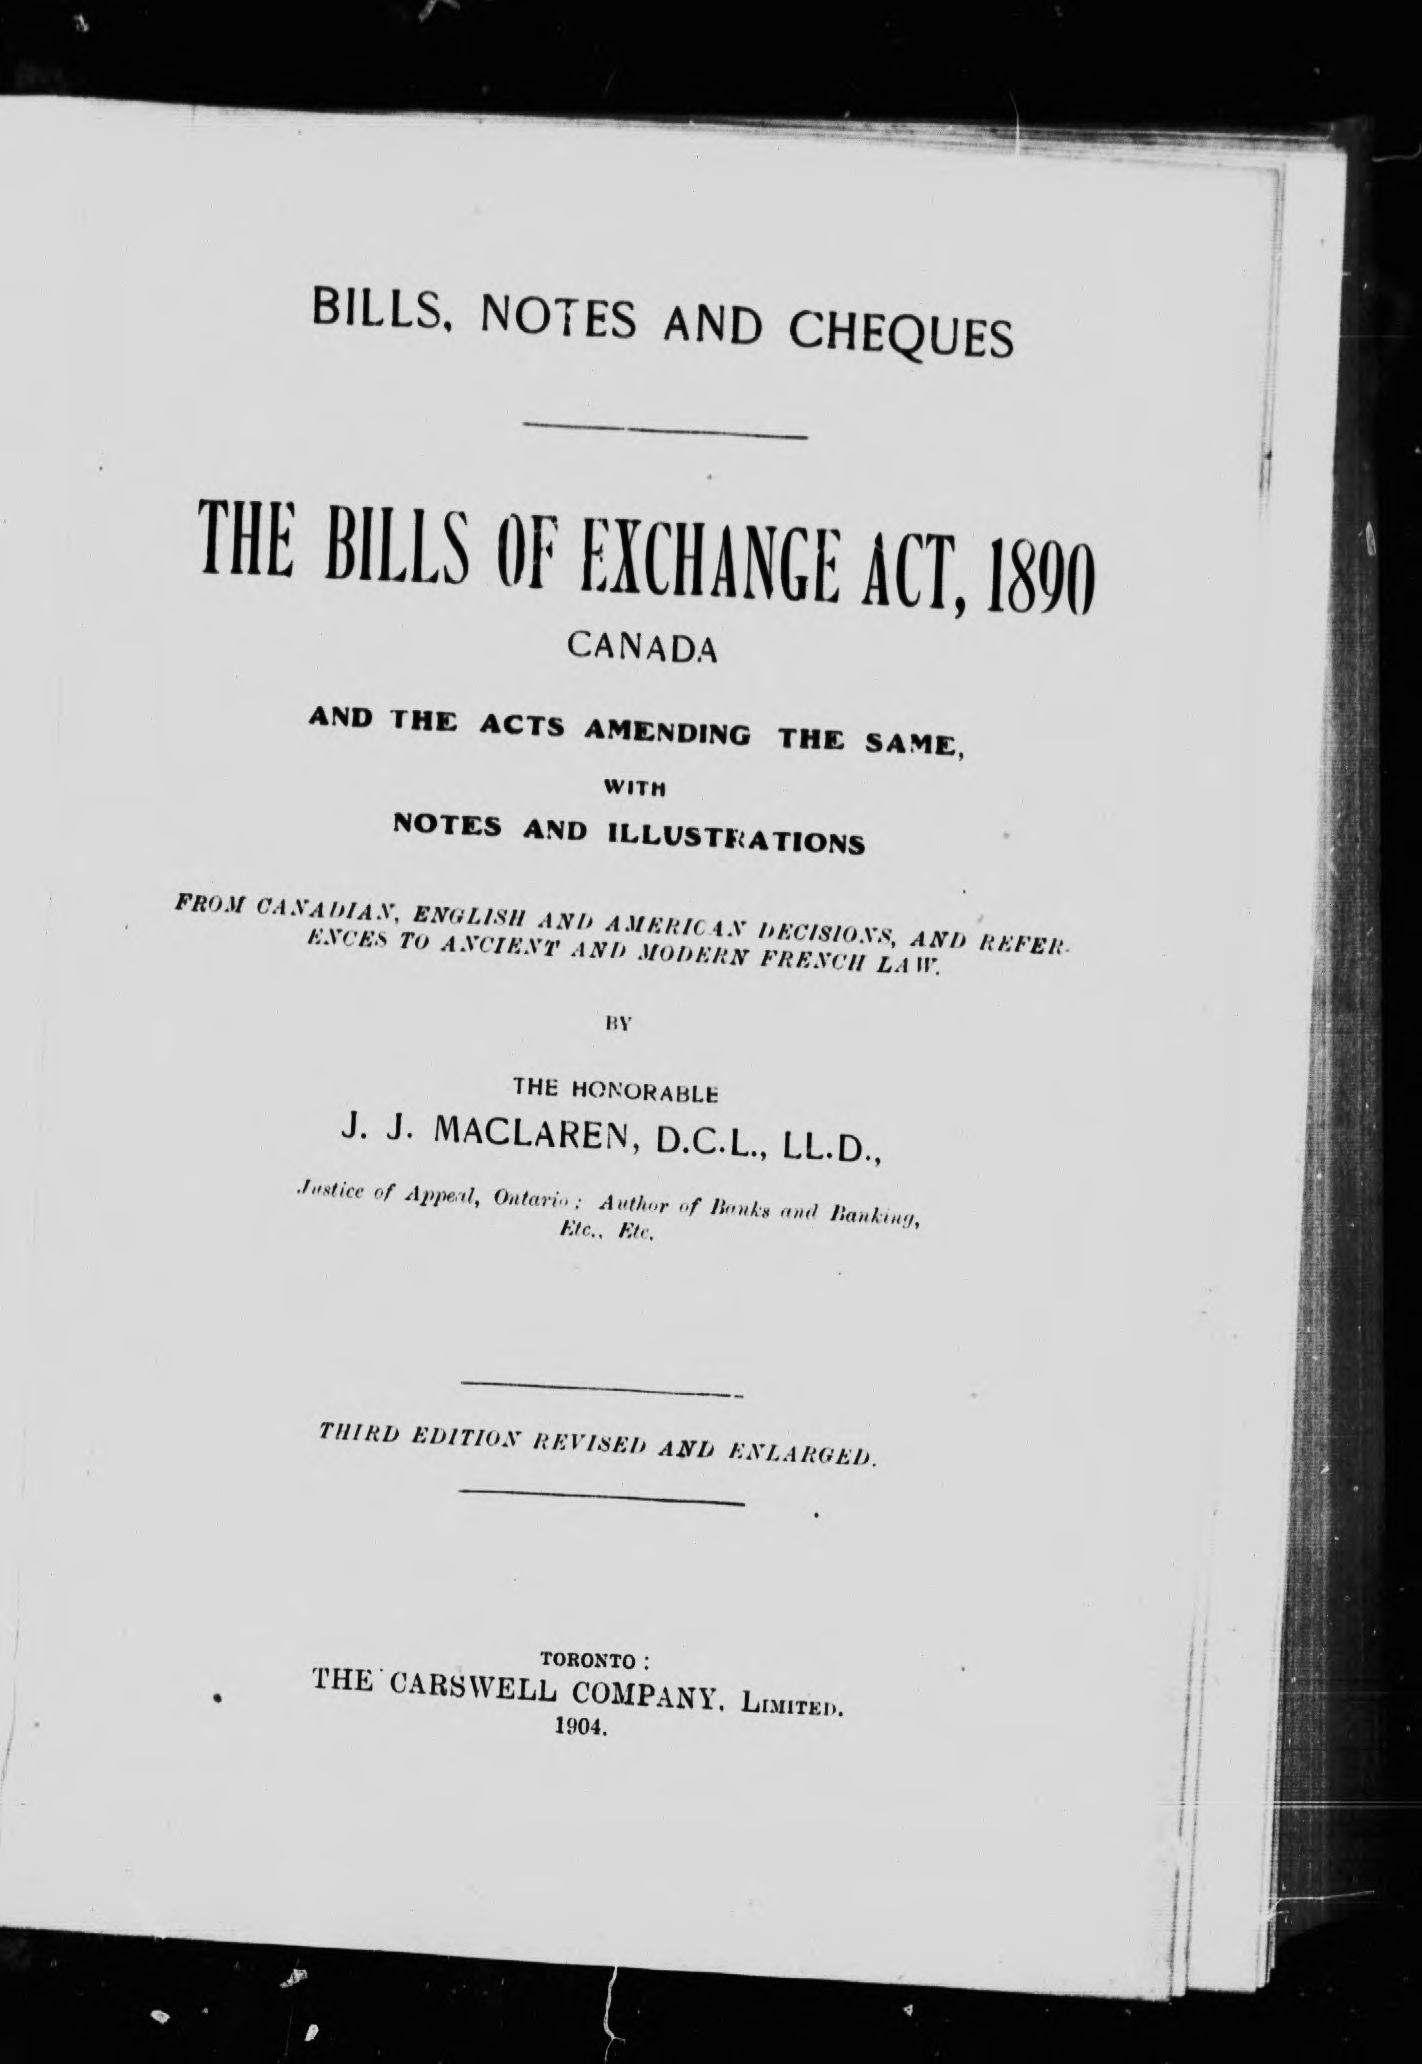 BILLS, NOTES AND CHEQUES
THE BILLS OF EXCHANGE ACT, 1890
CANADA
AND THE ACTS AMENDING THE SAME,
WITH
NOTES AND ILLUSTRATIONS
FROM CANADIAN, ENGLISH AND AMERICAN DECISIONS, AND REFER-
ENCES TO ANCIENT AND MODERN FRENCH LAW.
BY
THE HONORABLE
J. J. MACLAREN, D.C.L., LL.D.,
Justice of Appeal, Ontario; Author of Banks and Banking,
Etc., Etc.
THIRD EDITION REVISED AND ENLARGED.
TORONTO:
THE CARSWELL COMPANY, LIMITED.
1904.